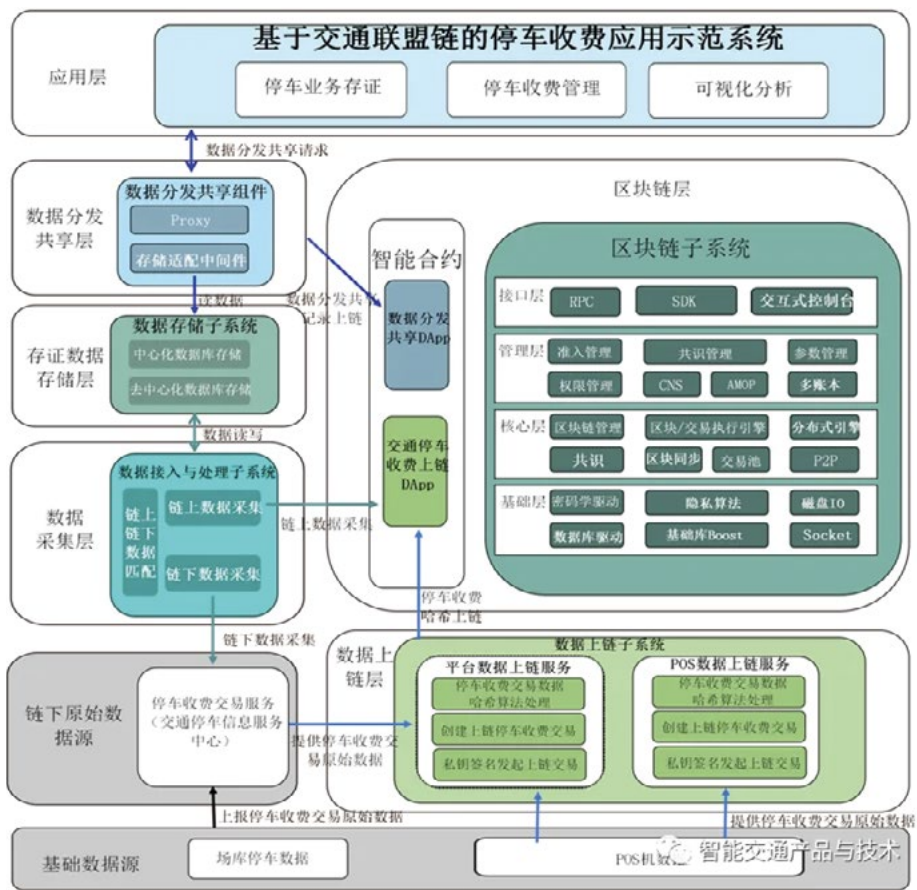 基于交通联盟链的停车收费应用示范系统
应用层
停车业务存证
停车收费管理
可视化分析
数据分发共享请求
数据分发
共享层
数据分发共享组件
Proxy
存储适配中间件
读数据
数据分发共享
记录上链
存证数据
存储层
数据存储子系统
中心化数据库存储
去中心化数据库存储
数据读写
数据
采集层
数据接入与处理子系统
链上
链下
数据
匹配
链上数据采集
链下数据采集
链上数据采集
链下数据采集
区块链层
智能合约
数据分发
共享DApp
交通停车
收费上链
DApp
停车收费
哈希上链
区块链子系统
接口层
RPC
SDK
交互式控制台
管理层
准入管理
共识管理
参数管理
权限管理
CNS
AMOP
多账本
核心层
区块链管理
区块/交易执行引擎
分布式引擎
共识
区块同步
交易池
P2P
基础层
密码学驱动
隐私算法
磁盘IO
数据库驱动
基础库Boost
Socket
链下原始数
据源
停车收费交易服务
（交通停车信息服务
中心）
提供停车收费交
易原始数据
数据上
链层
数据上链子系统
平台数据上链服务
停车收费交易数据
哈希算法处理
创建上链停车收费交易
私钥签名发起上链交易
POS数据上链服务
停车收费交易数据
哈希算法处理
创建上链停车收费交易
私钥签名发起上链交易
上报停车收费交易原始数据
提供停车收费交易原始数据
基础数据源
场库停车数据
POS机数
智能交通产品与技术